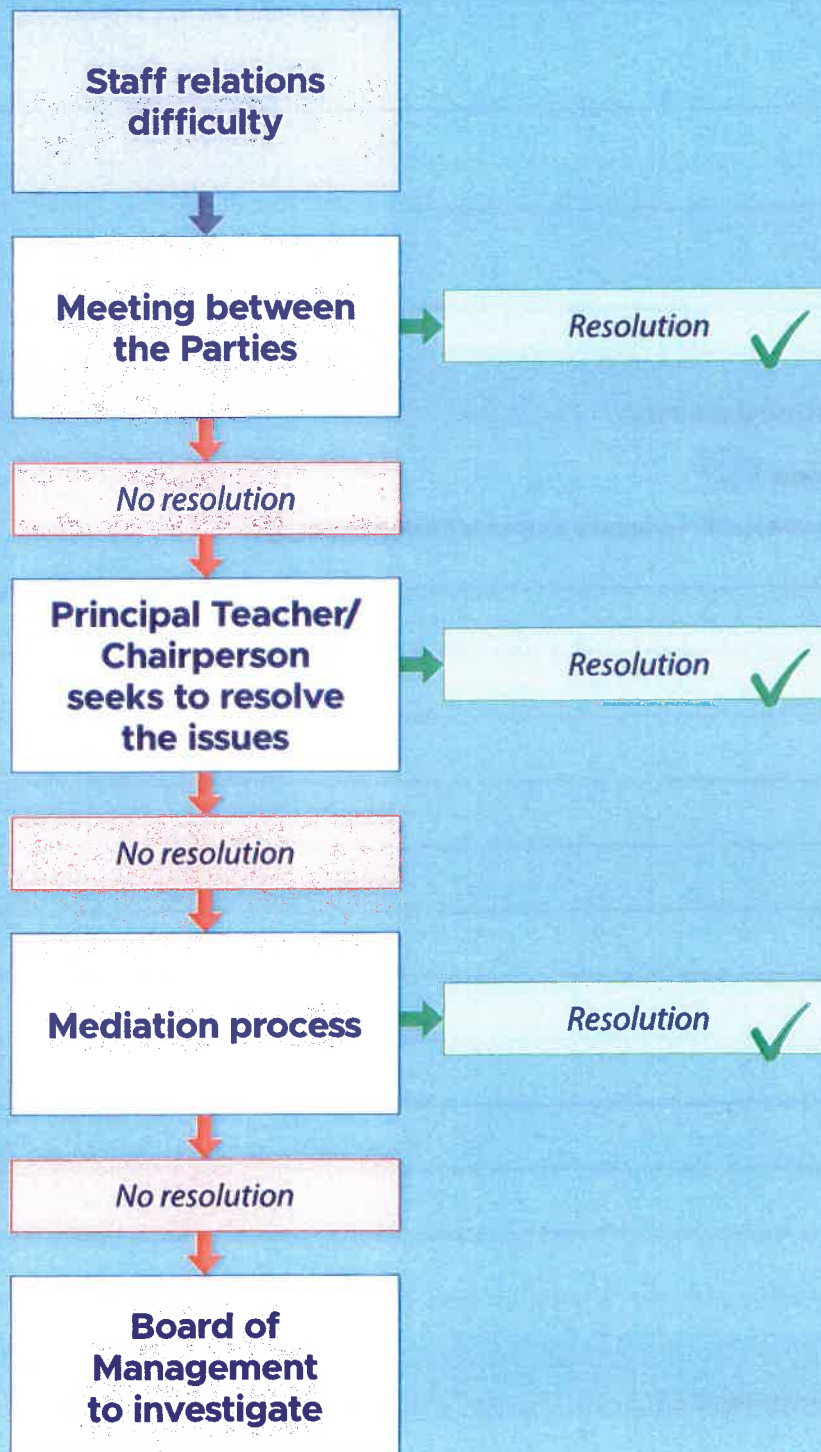 Staff relations
difficulty
Meeting between
the Parties
Resolution
No resolution
Principal Teacher/
Chairperson
seeks to resolve
the issues
Resolution
No resolution
Mediation process
Resolution
No resolution
Board of
Management
to investigate